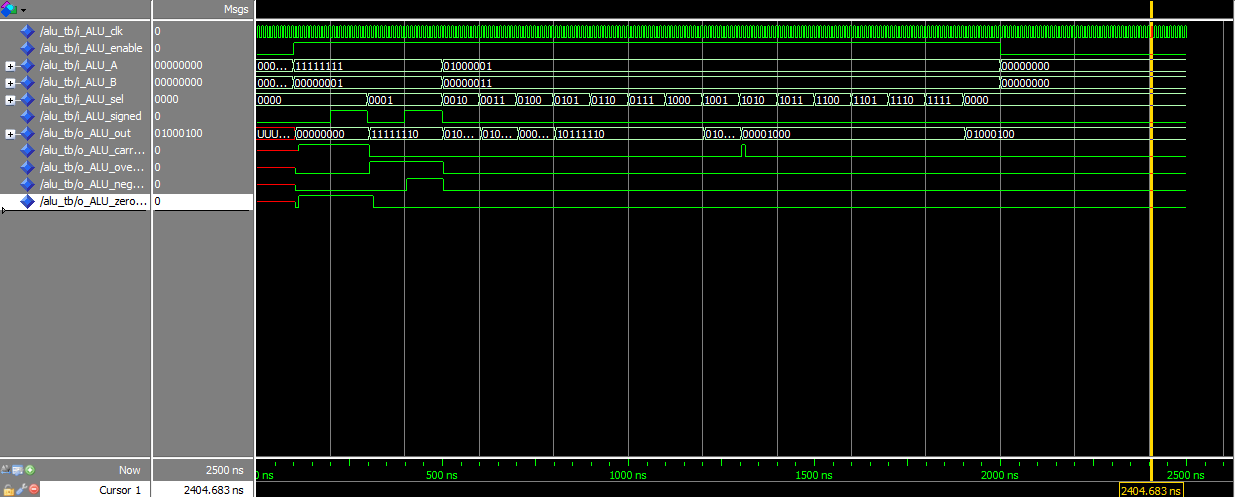 Msgs
/alu_tb/i_ALU_clk 0
/alu_tb/i_ALU_enable 0
/alu_tb/i_ALU_A 00000000 000... 11111111 01000001 00000000
/alu_tb/i_ALU_B 00000000 000... 00000001 00000011 00000000
/alu_tb/i_ALU_sel 0000 0000 0001 0010 0011 0100 0101 0110 0111 1000 1001 1010 1011 1100 1101 1110 1111 0000
/alu_tb/i_ALU_signed 0
/alu_tb/o_ALU_out 01000100 UUU... 00000000 11111110 010... 010... 000... 10111110 010... 00001000 01000100
/alu_tb/o_ALU_carr... 0
/alu_tb/o_ALU_ove... 0
/alu_tb/o_ALU_neg... 0
/alu_tb/o_ALU_zero... 0
Now 2500 ns 0 ns 500 ns 1000 ns 1500 ns 2000 ns 2500 ns
Cursor 1 2404.683 ns 2404.683 ns